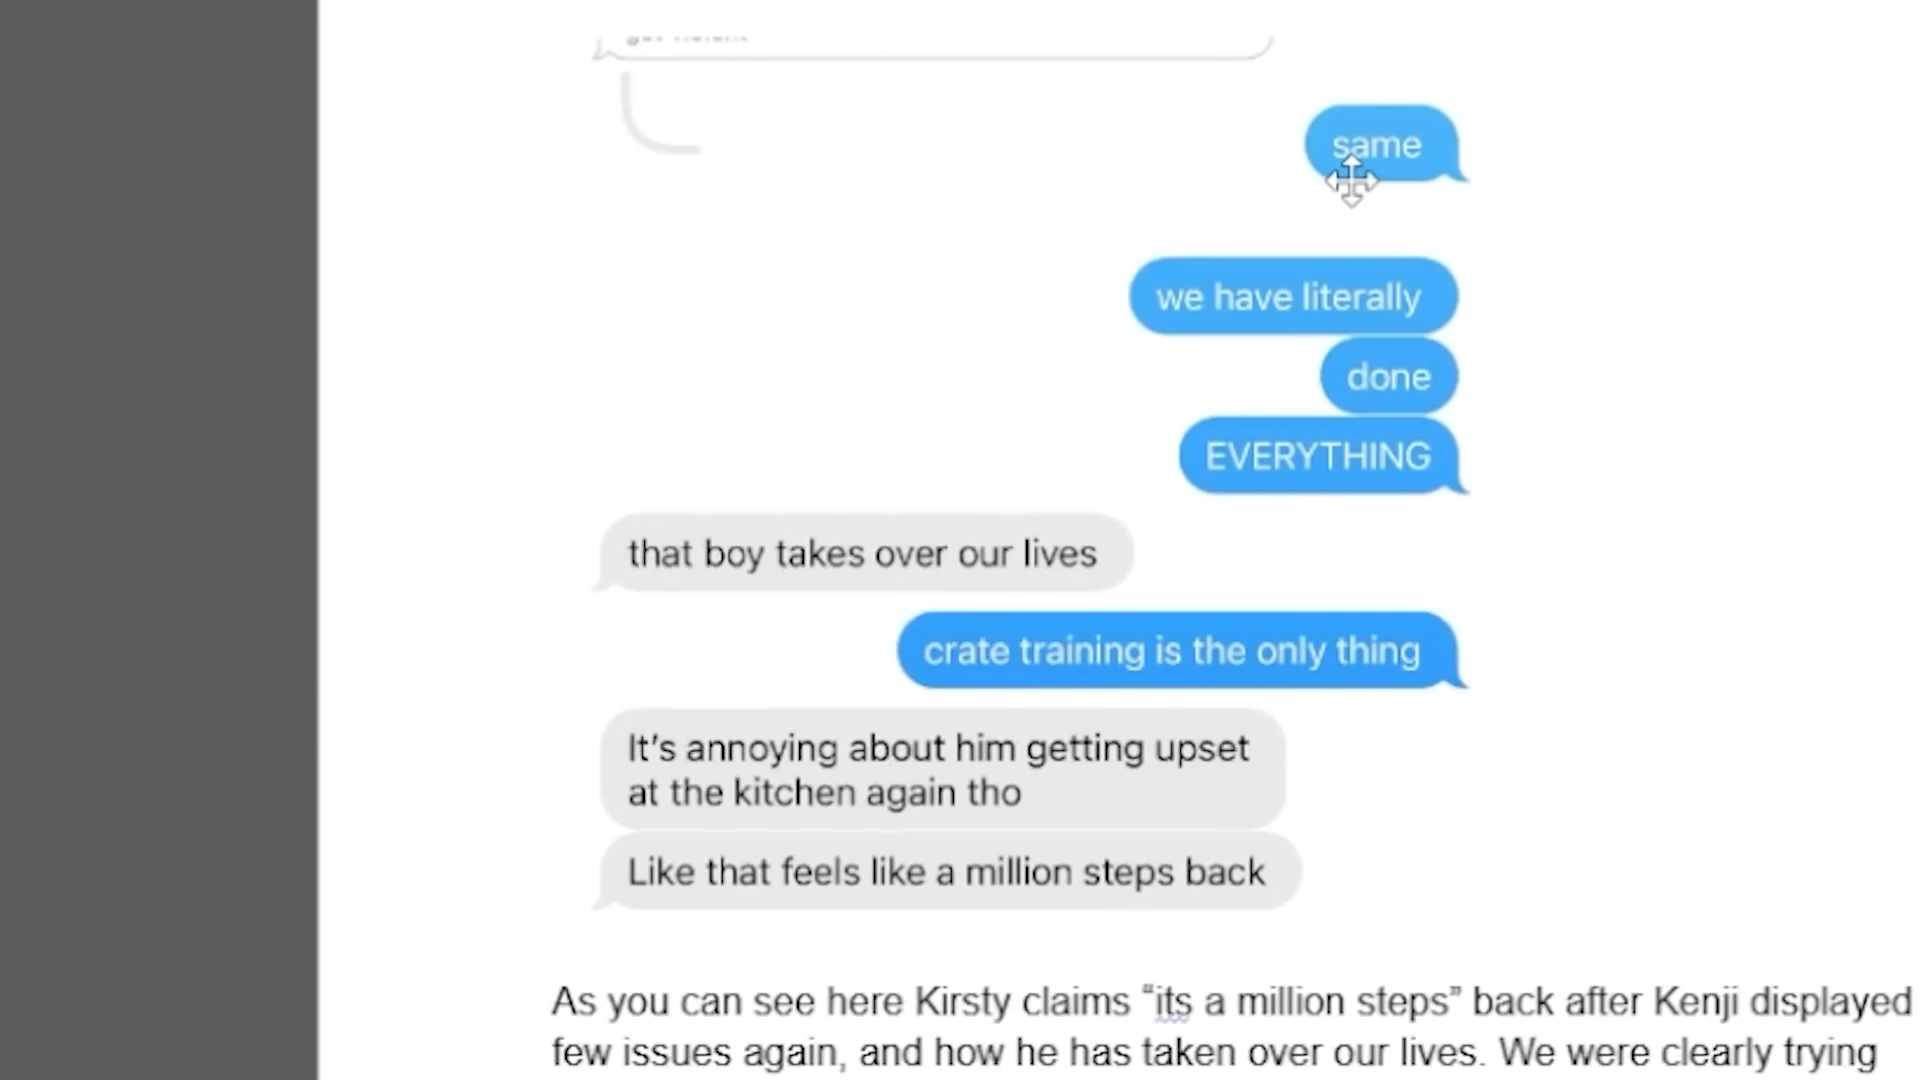 same
we have literally
done
EVERYTHING
that boy takes over our lives
crate training is the only thing
It's annoying about him getting upset
at the kitchen again tho
Like that feels like a million steps back
As you can see here Kirsty claims “its a million steps” back after Kenji displayed
few issues again, and how he has taken over our lives. We were clearly trying